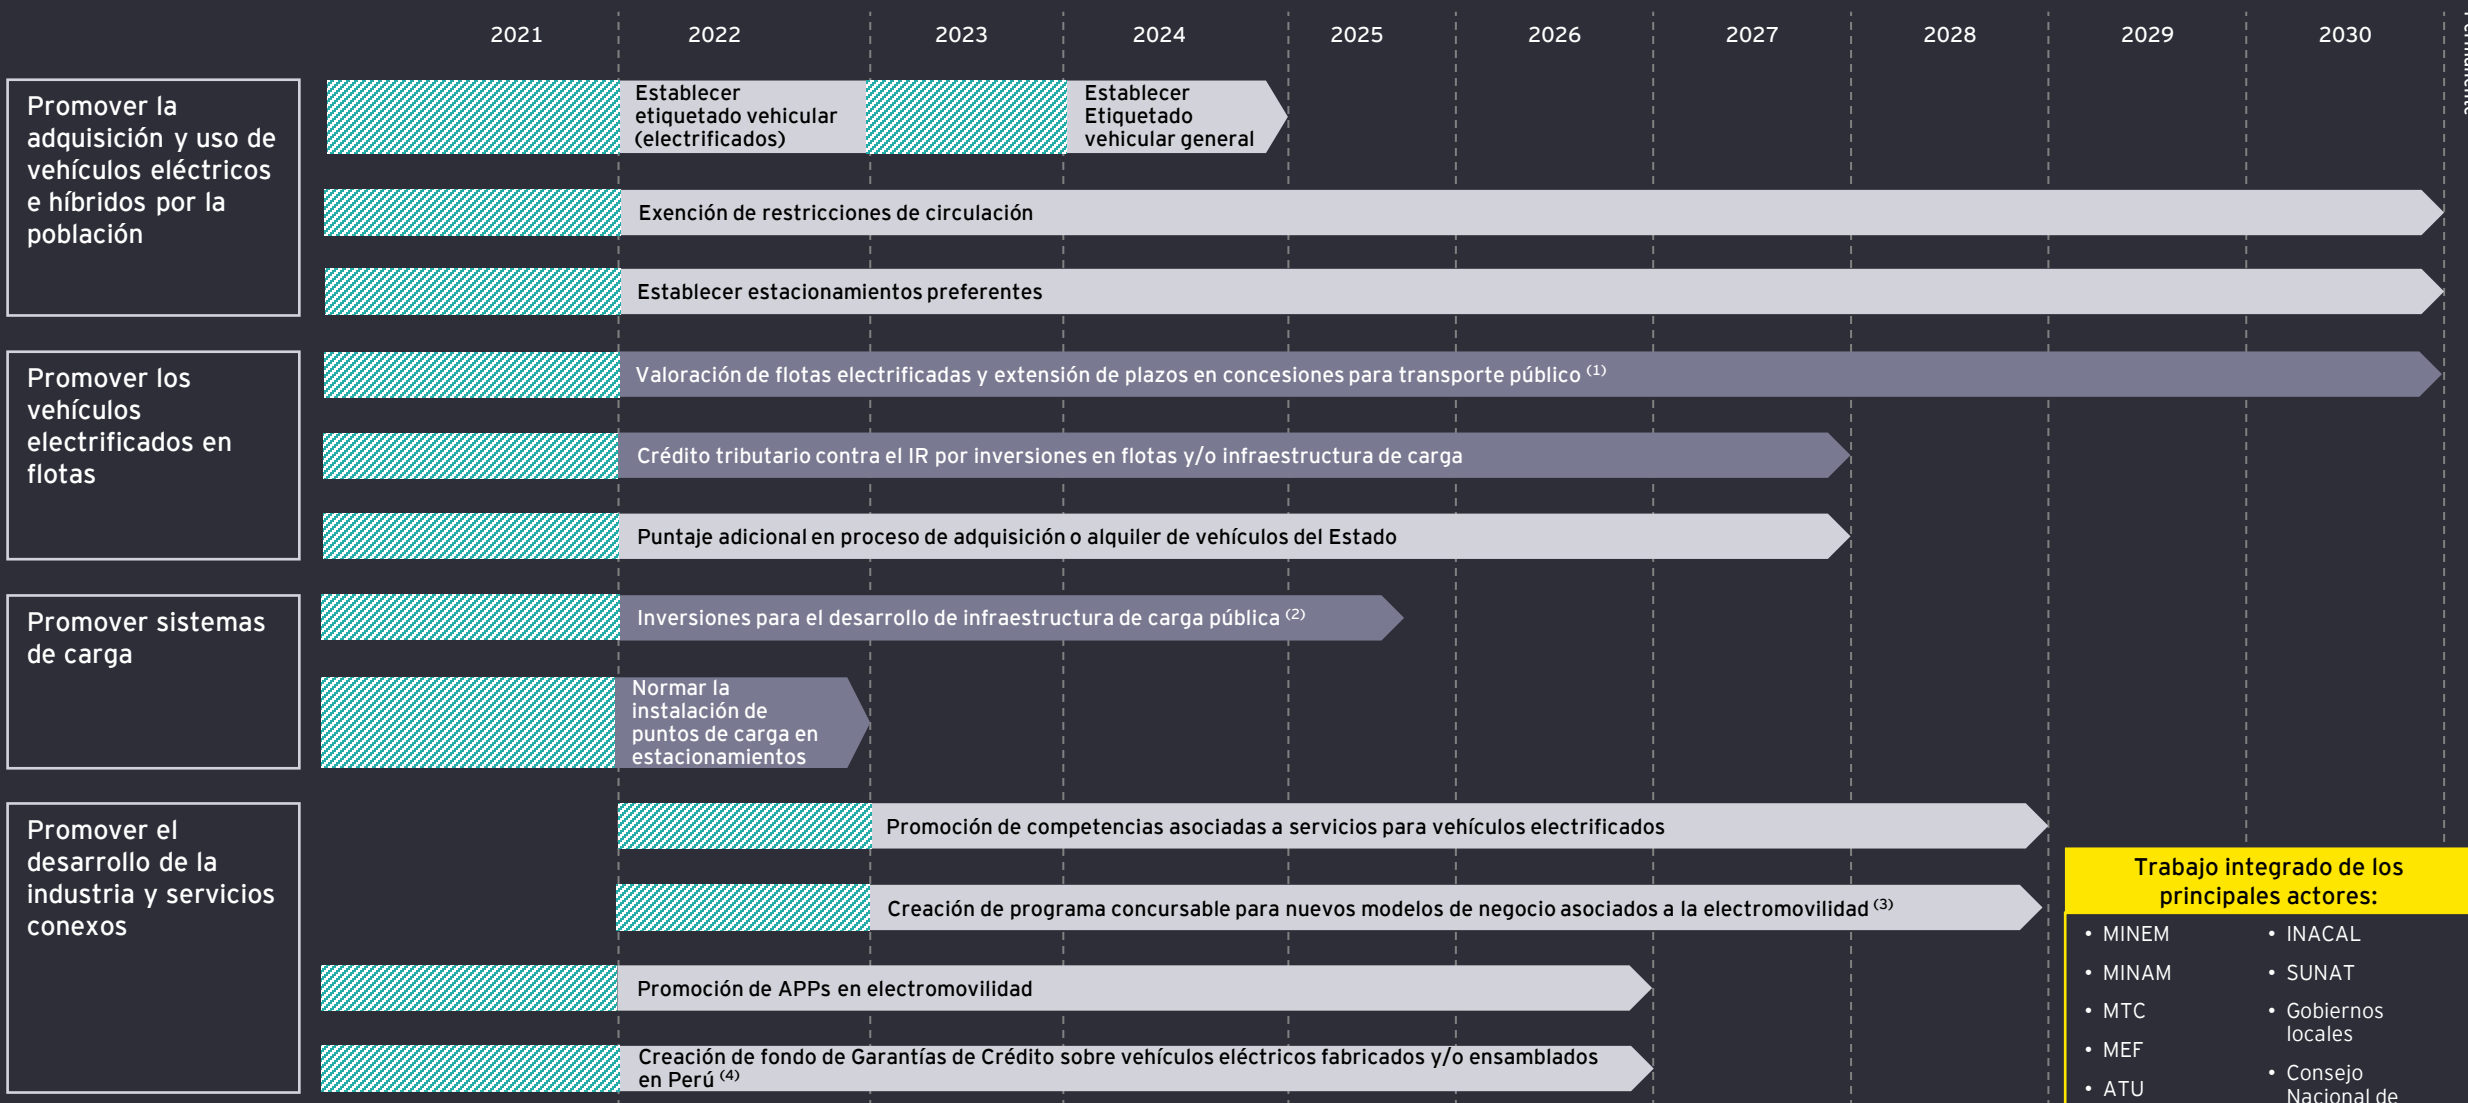 2021 2022 2023 2024 2025 2026 2027 2028 2029 2030
Permanente
Promover la
adquisición y uso de
vehículos eléctricos
e híbridos por la
población
Establecer
etiquetado vehicular
(electrificados)
Establecer
Etiquetado
vehicular general
Exención de restricciones de circulación
Establecer estacionamientos preferentes
Promover los
vehículos
electrificados en
flotas
Valoración de flotas electrificadas y extensión de plazos en concesiones para transporte público (1)
Crédito tributario contra el IR por inversiones en flotas y/o infraestructura de carga
Puntaje adicional en proceso de adquisición o alquiler de vehículos del Estado
Promover sistemas
de carga
Inversiones para el desarrollo de infraestructura de carga pública (2)
Normar la
instalación de
puntos de carga en
estacionamientos
Promover el
desarrollo de la
industria y servicios
conexos
Promoción de competencias asociadas a servicios para vehículos electrificados
Creación de programa concursable para nuevos modelos de negocio asociados a la electromovilidad (3)
Promoción de APPs en electromovilidad
Creación de fondo de Garantías de Crédito sobre vehículos eléctricos fabricados y/o ensamblados
en Perú (4)
Trabajo integrado de los
principales actores:
• MINEM
• MINAM
• MTC
• MEF
• ATU
• INACAL
• SUNAT
• Gobiernos
locales
• Consejo
Nacional de